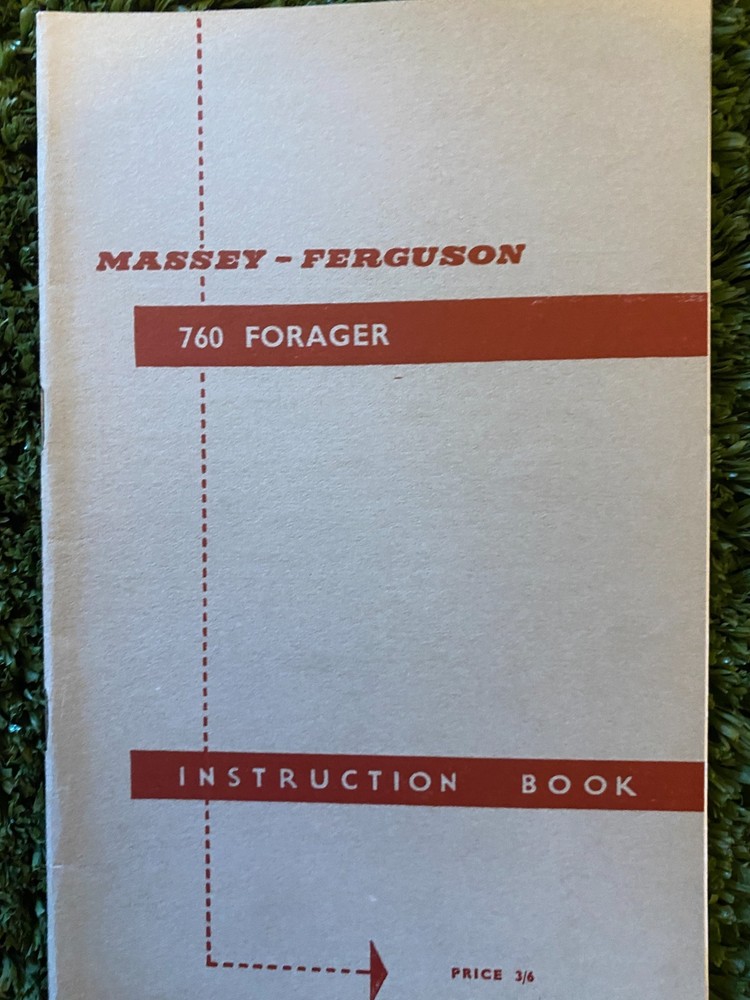 MASSEY - FERGUSON
760 FORAGER
INSTRUCTION BOOK
PRICE 3/6